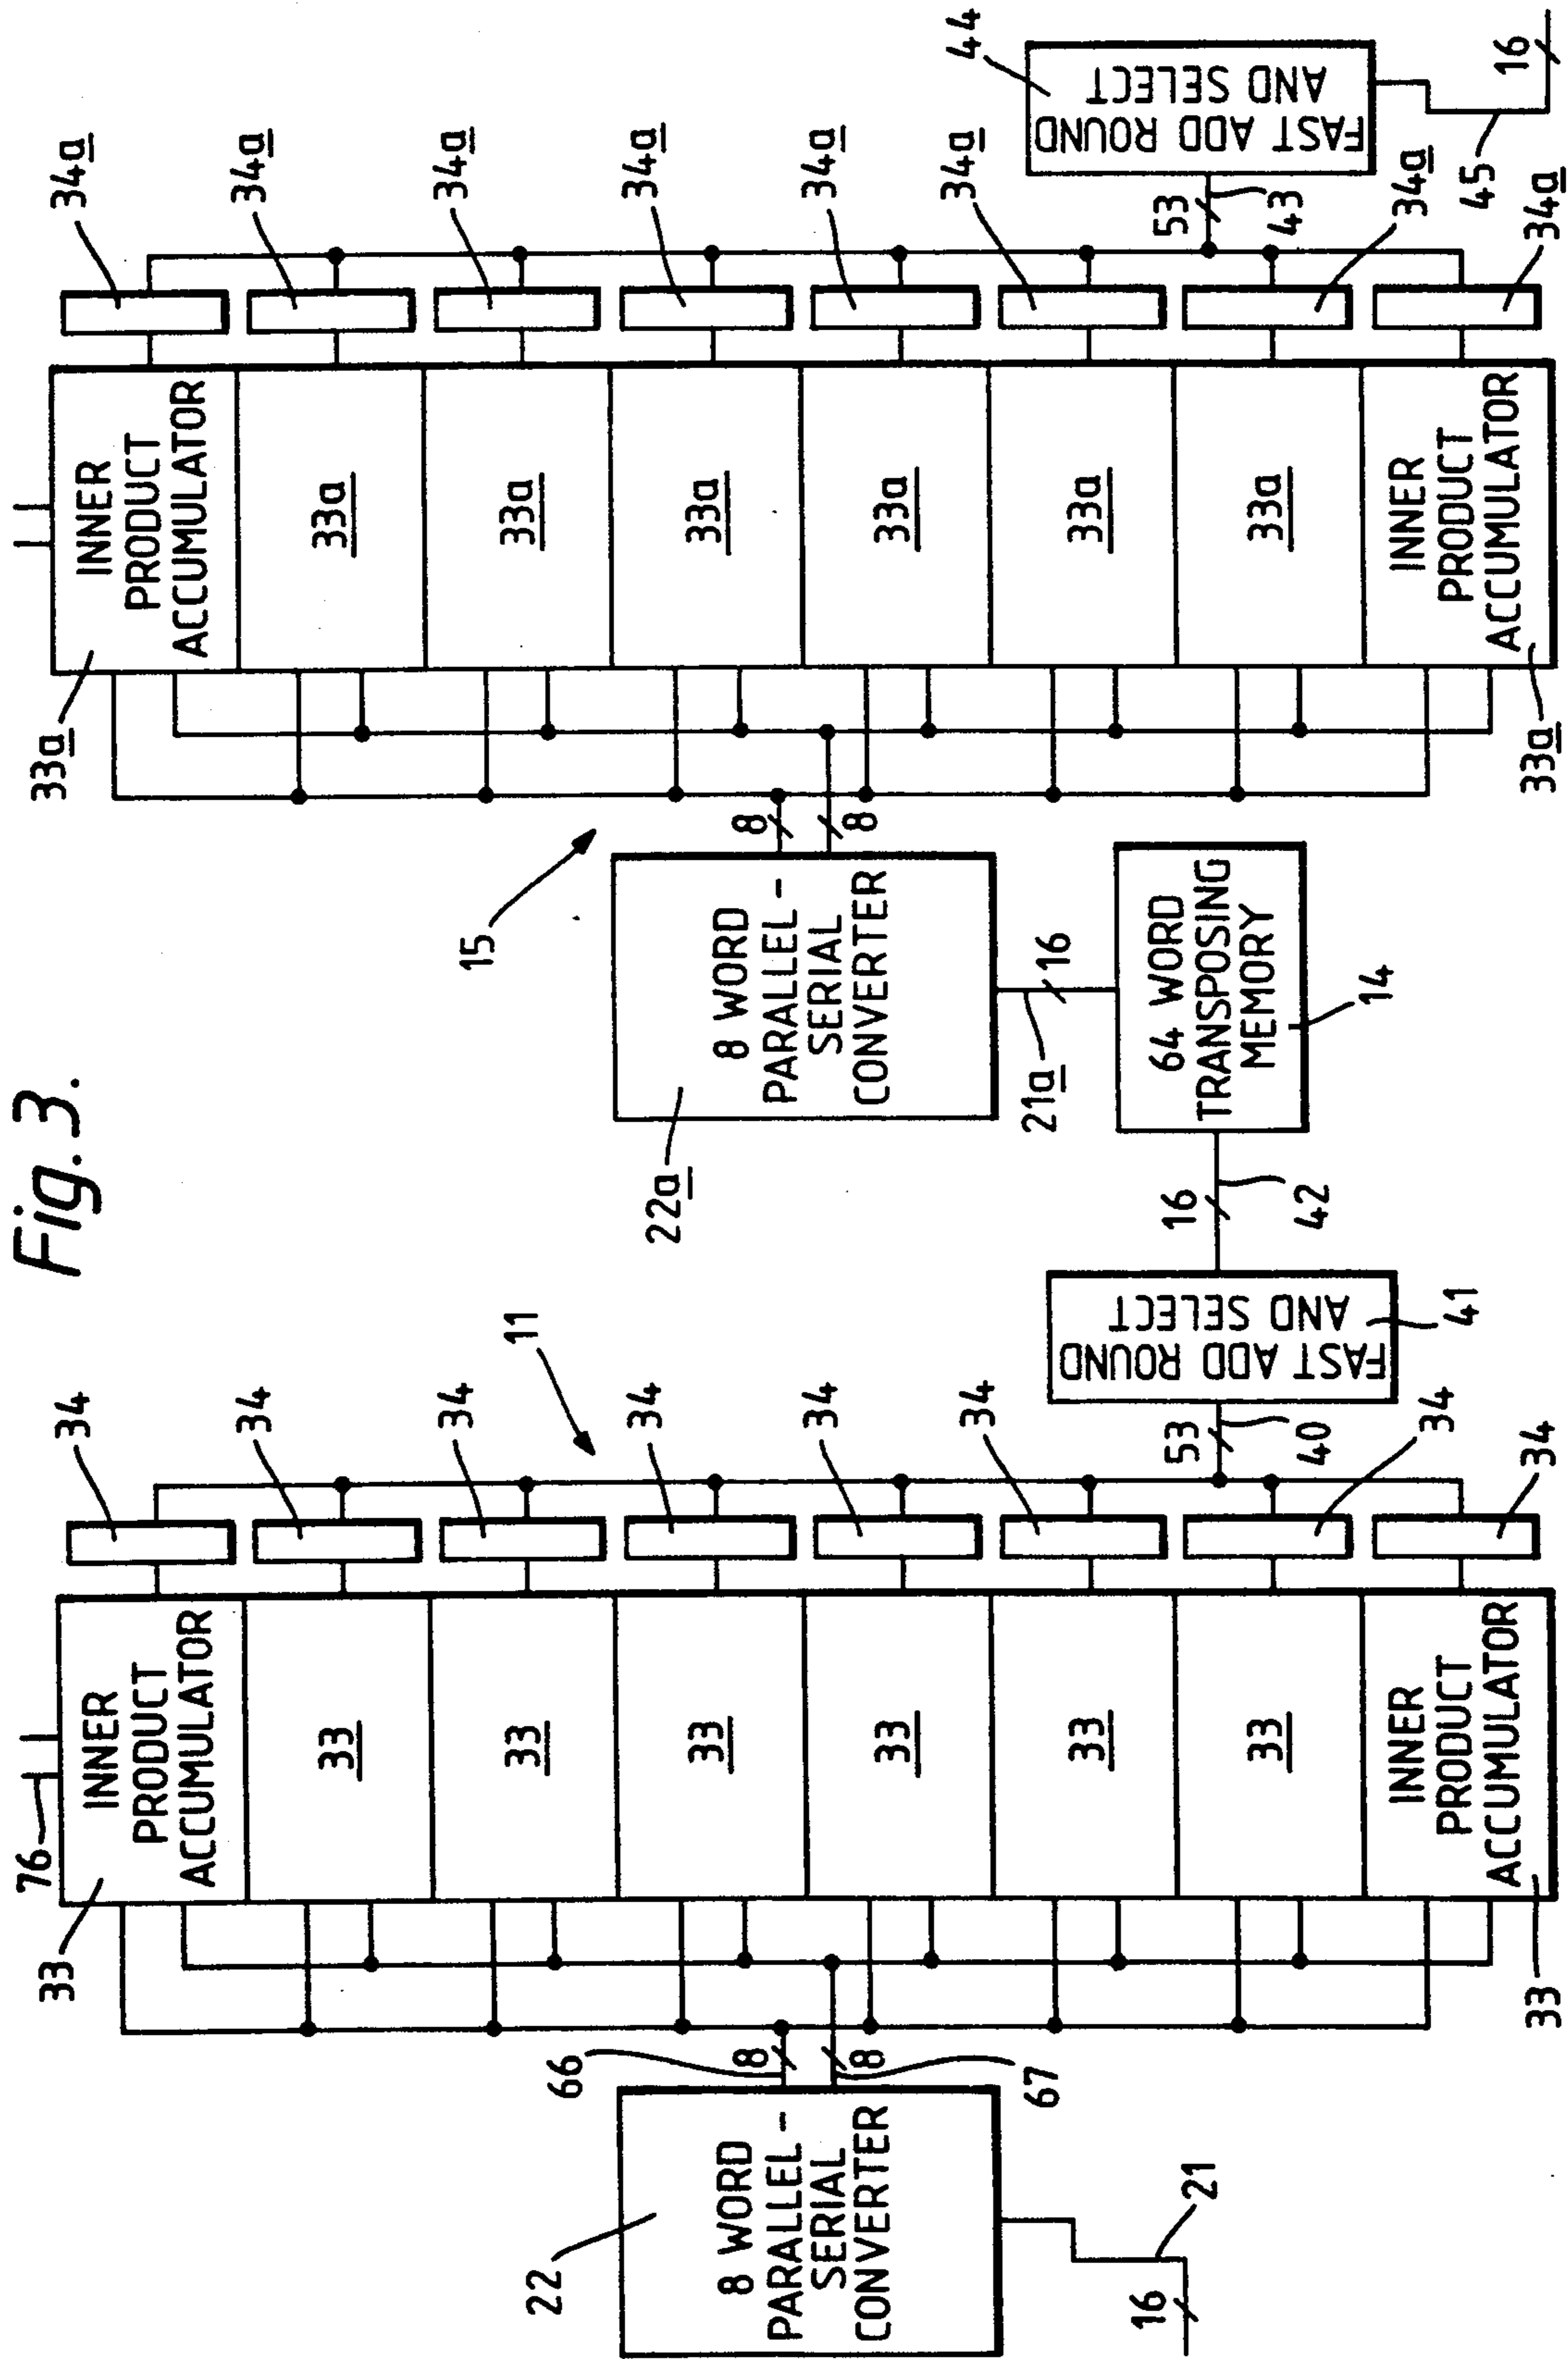 Fig. 3.
76
33
INNER
PRODUCT
ACCUMULATOR
34
33
34
33
34
11
33
34
33
34
33
34
33
34
INNER
PRODUCT
ACCUMULATOR
33
34
22
8 WORD
PARALLEL-
SERIAL
CONVERTER
66
8
8
67
16
21
53
40
FAST ADD ROUND
AND SELECT
41
16
42
64 WORD
TRANSPOSING
MEMORY
14
21a
16
22a
8 WORD
PARALLEL-
SERIAL
CONVERTER
15
8
8
33a
INNER
PRODUCT
ACCUMULATOR
34a
33a
34a
33a
34a
33a
34a
33a
34a
33a
34a
33a
34a
INNER
PRODUCT
ACCUMULATOR
33a
34a
53
43
FAST ADD ROUND
AND SELECT
44
45
16